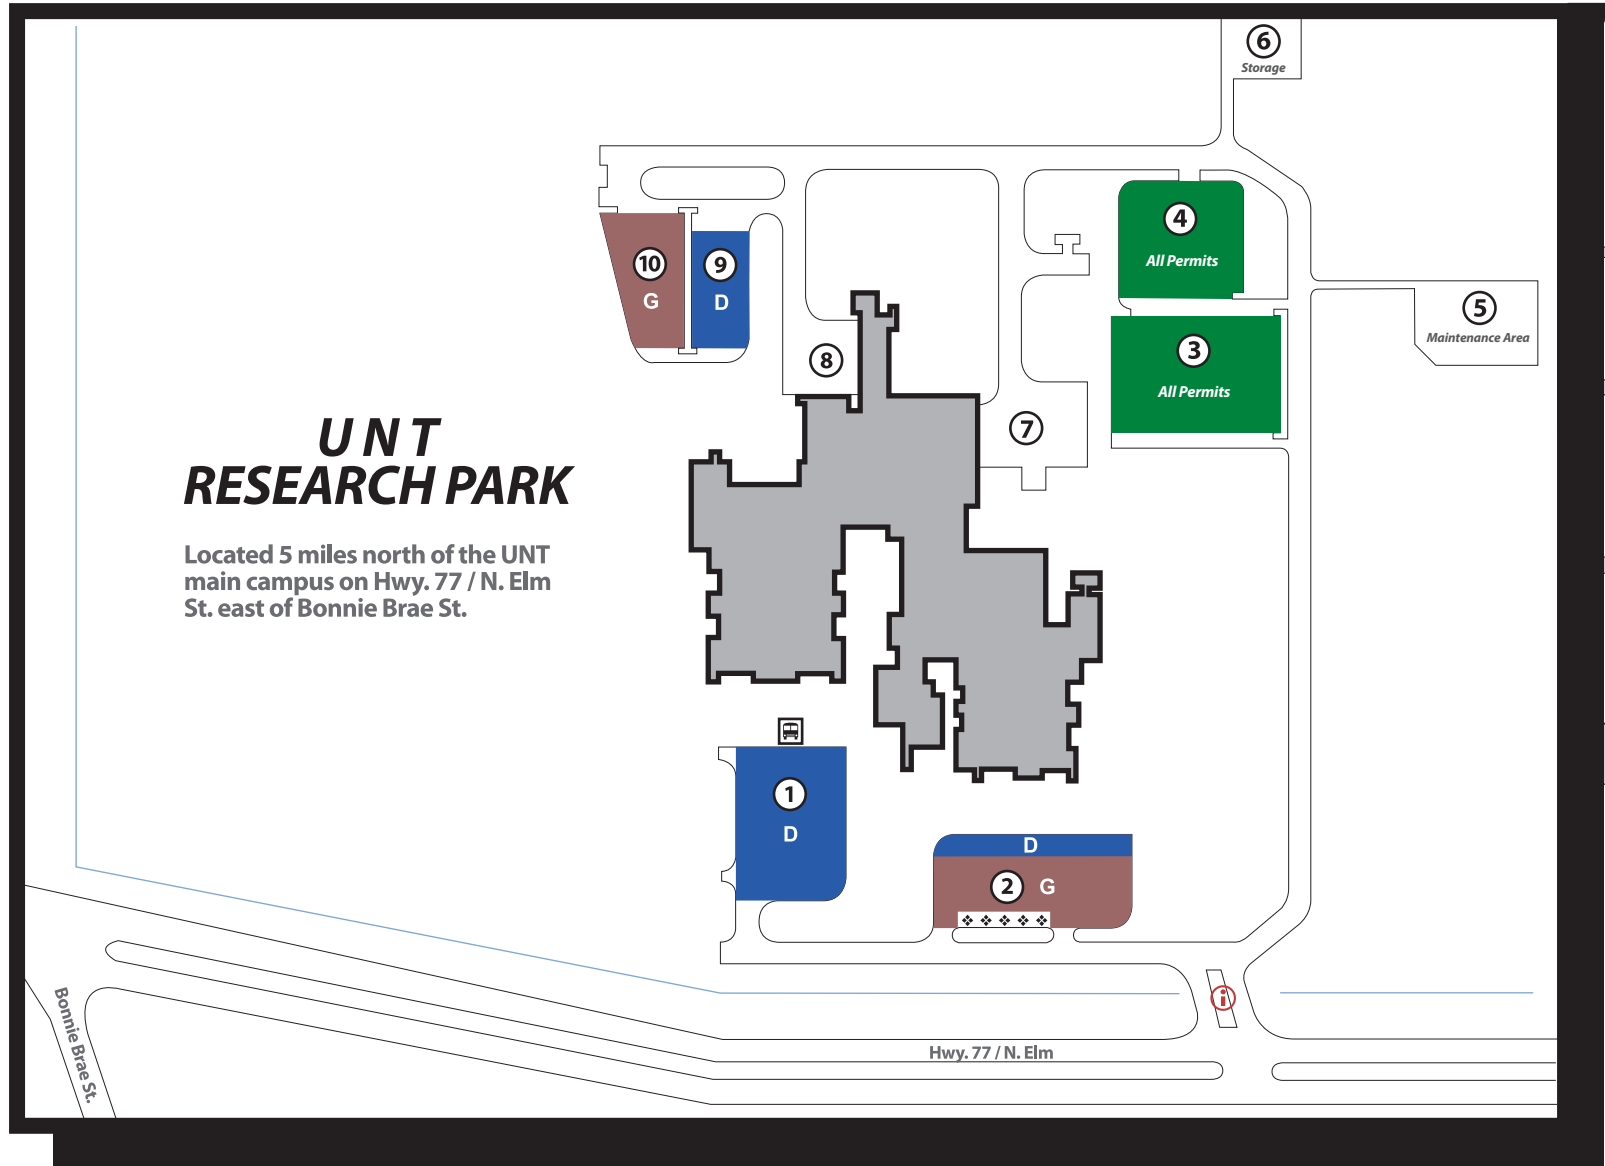 6
Storage
4
All Permits
10
G
9
D
5
Maintenance Area
3
All Permits
8
7
UNT
RESEARCH PARK
Located 5 miles north of the UNT
main campus on Hwy. 77 / N. Elm
St. east of Bonnie Brae St.
1
D
D
2 G
i
Bonnie Brae St.
Hwy. 77 / N. Elm